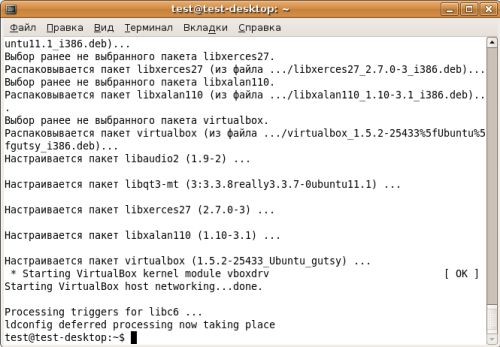 test@test-desktop: ~
Файл Правка Вид Терминал Вкладки Справка
untu11.1_i386.deb)...
Выбор ранее не выбранного пакета libxerces27.
Распаковывается пакет libxerces27 (из файла .../libxerces27_2.7.0-3_i386.deb)...
Выбор ранее не выбранного пакета libxalan110.
Распаковывается пакет libxalan110 (из файла .../libxalan110_1.10-3.1_i386.deb)..
.
Выбор ранее не выбранного пакета virtualbox.
Распаковывается пакет virtualbox (из файла .../virtualbox_1.5.2-25433%5fUbuntu%5
fgutsy_i386.deb)...
Настраивается пакет libaudio2 (1.9-2) ...
Настраивается пакет libqt3-mt (3:3.3.8really3.3.7-0ubuntu11.1) ...
Настраивается пакет libxerces27 (2.7.0-3) ...
Настраивается пакет libxalan110 (1.10-3.1) ...
Настраивается пакет virtualbox (1.5.2-25433_Ubuntu_gutsy) ...
* Starting VirtualBox kernel module vboxdrv [ OK ]
Starting VirtualBox host networking...done.
Processing triggers for libc6 ...
ldconfig deferred processing now taking place
test@test-desktop:~$